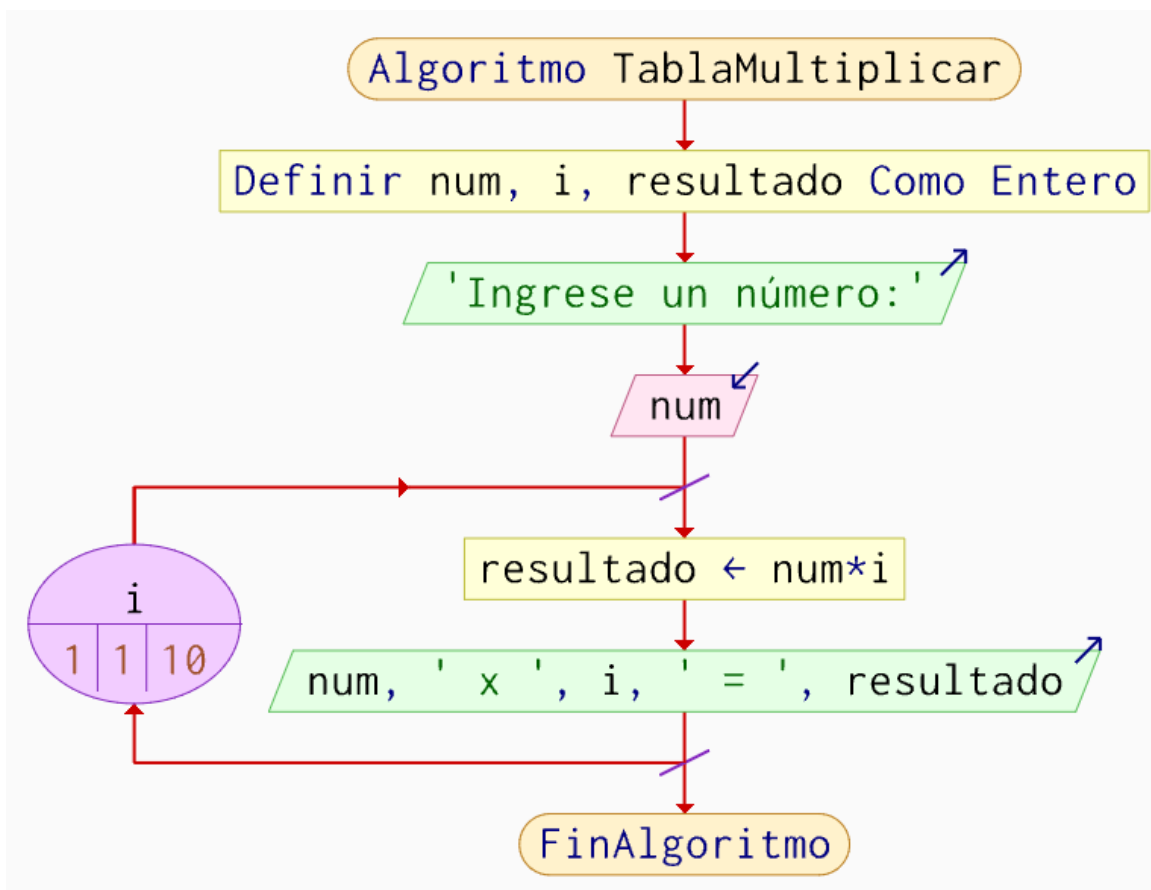 Algoritmo TablaMultiplicar
Definir num, i, resultado Como Entero
'Ingrese un número:'
num
resultado ← num*i
i
1 1 10
num, ' x ', i, ' = ', resultado
FinAlgoritmo